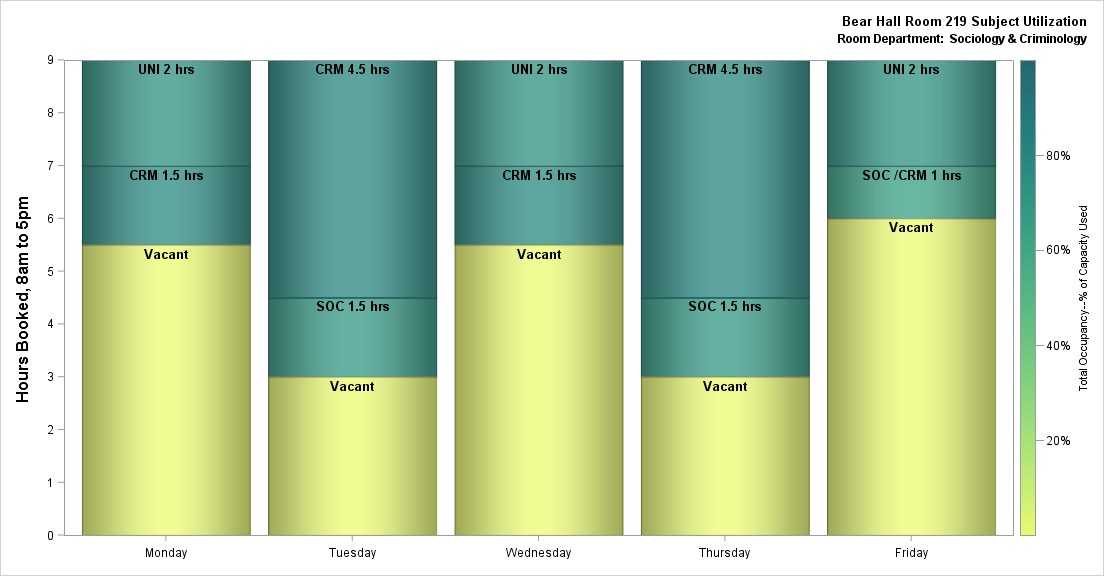 Bear Hall Room 219 Subject Utilization
Room Department: Sociology & Criminology
Hours Booked, 8am to 5pm
9
8
7
6
5
4
3
2
1
0
UNI 2 hrs
CRM 1.5 hrs
Vacant
CRM 4.5 hrs
SOC 1.5 hrs
Vacant
UNI 2 hrs
CRM 1.5 hrs
Vacant
CRM 4.5 hrs
SOC 1.5 hrs
Vacant
UNI 2 hrs
SOC /CRM 1 hrs
Vacant
Monday
Tuesday
Wednesday
Thursday
Friday
80%
60%
40%
20%
Total Occupancy--% of Capacity Used